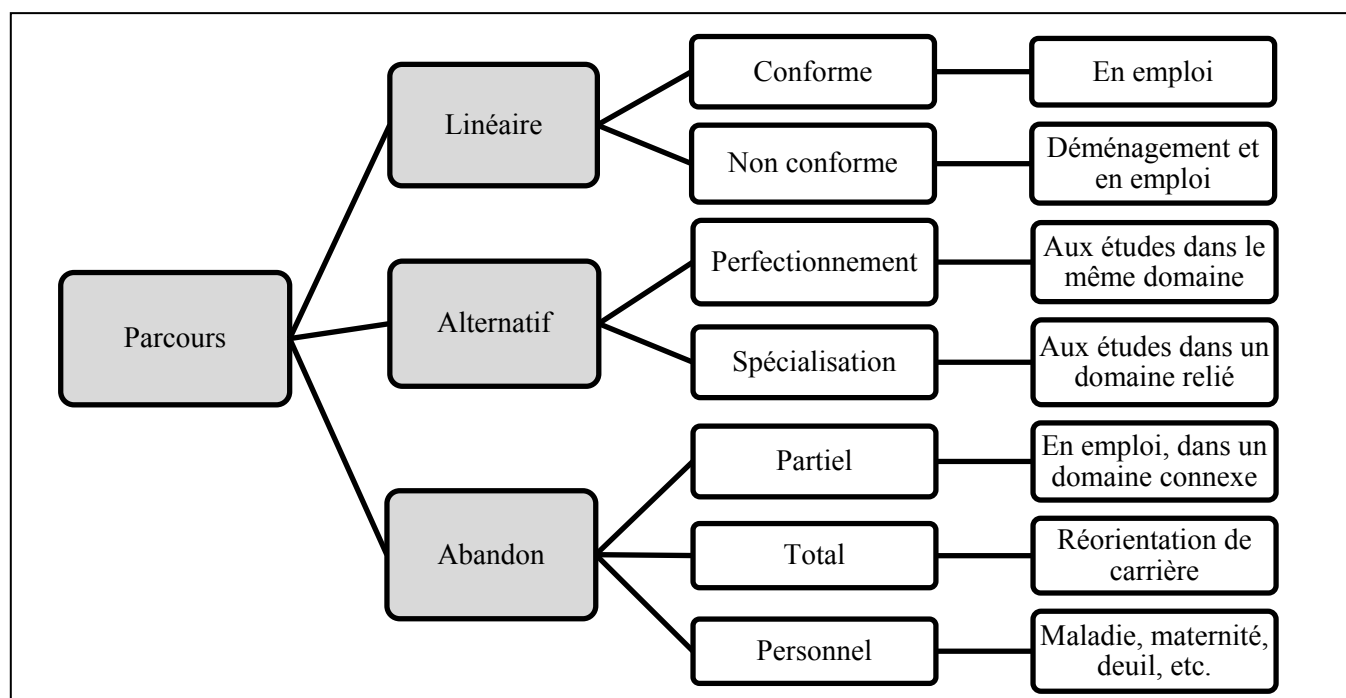 Parcours
Linéaire
Conforme
En emploi
Non conforme
Déménagement et
en emploi
Alternatif
Perfectionnement
Aux études dans le
même domaine
Spécialisation
Aux études dans un
domaine relié
Abandon
Partiel
En emploi, dans un
domaine connexe
Total
Réorientation de
carrière
Personnel
Maladie, maternité,
deuil, etc.